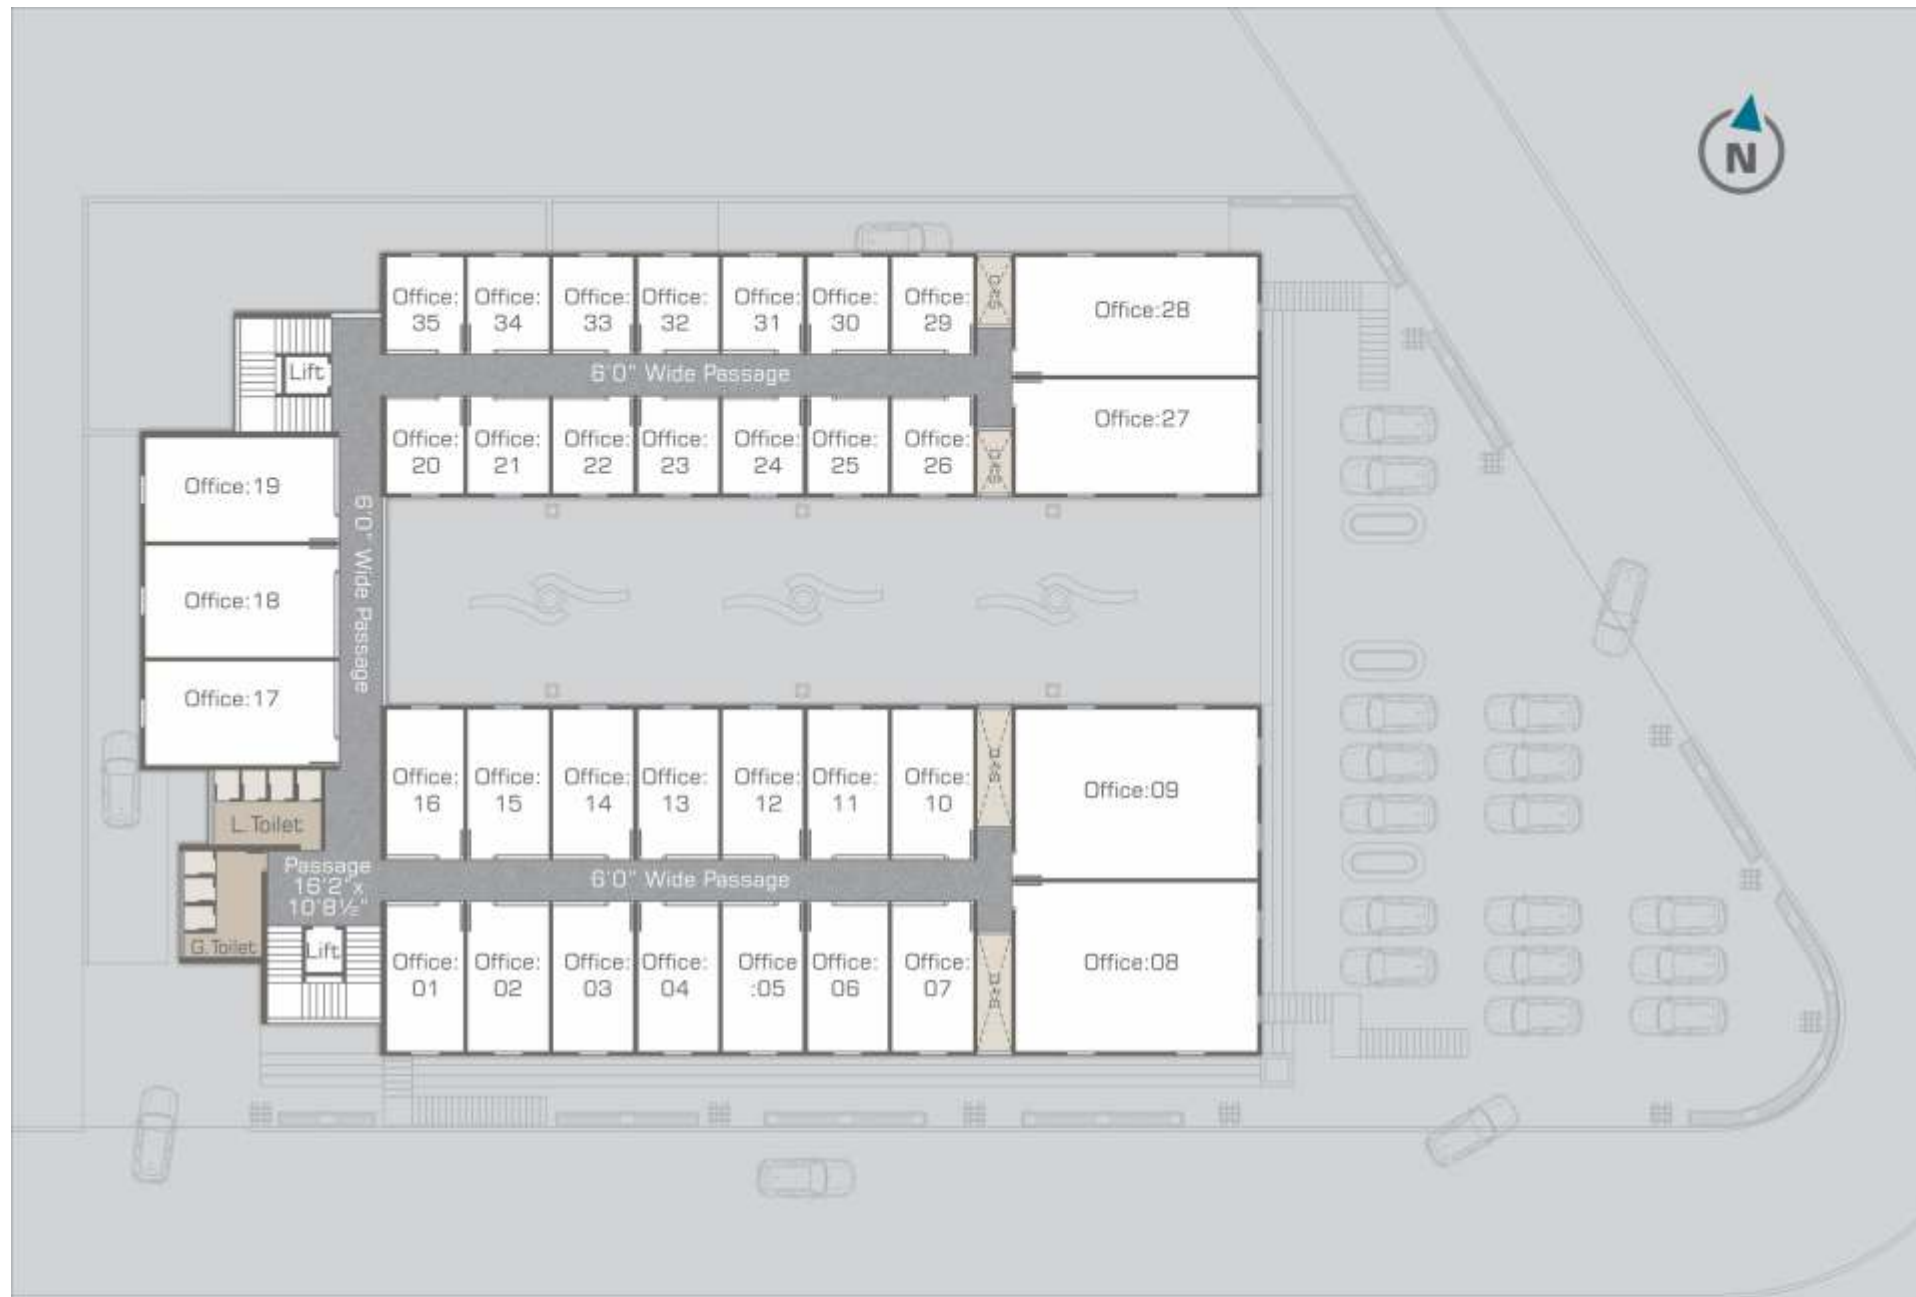 N
Office:
35
Office:
34
Office:
33
Office:
32
Office:
31
Office:
30
Office:
29
Office:28
Lift
6'0" Wide Passage
Office:27
Office:
20
Office:
21
Office:
22
Office:
23
Office:
24
Office:
25
Office:
26
Office:19
6'0" Wide Passage
Office:18
Office:17
Office:
16
Office:
15
Office:
14
Office:
13
Office:
12
Office:
11
Office:
10
Office:09
L. Toilet
Passage
16'2"x
10'8½"
6'0" Wide Passage
G. Toilet
Lift
Office:
01
Office:
02
Office:
03
Office:
04
Office
:05
Office:
06
Office:
07
Office:08